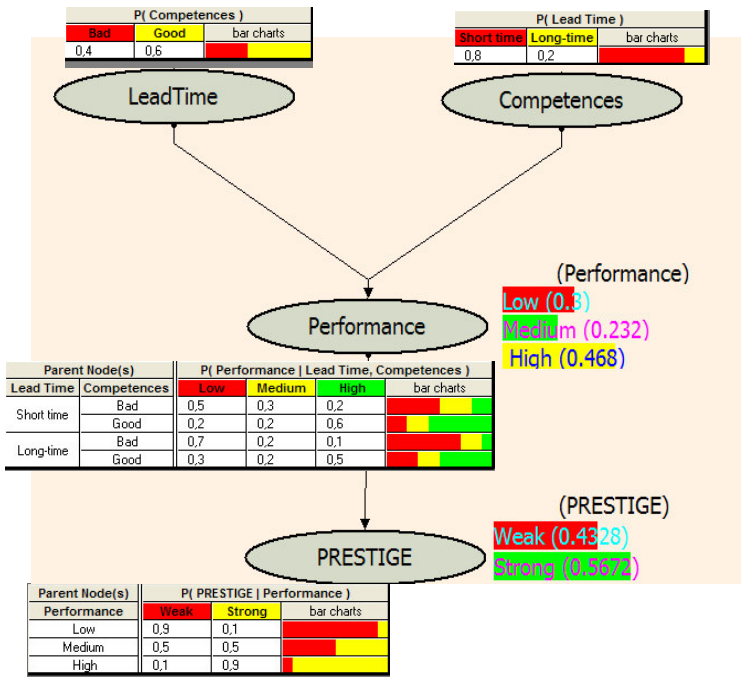 P( Competences )
Bad Good bar charts
0,4 0,6
P( Lead Time )
Short time Long-time bar charts
0,8 0,2
LeadTime
Competences
(Performance)
Low (0.3)
Medium (0.232)
High (0.468)
Performance
Parent Node(s) P( Performance | Lead Time, Competences )
Lead Time Competences Low Medium High bar charts
Short time Bad 0,5 0,3 0,2
Good 0,2 0,2 0,6
Long-time Bad 0,7 0,2 0,1
Good 0,3 0,2 0,5
(PRESTIGE)
Weak (0.4328)
Strong (0.5672)
PRESTIGE
Parent Node(s) P( PRESTIGE | Performance )
Performance Weak Strong bar charts
Low 0,9 0,1
Medium 0,5 0,5
High 0,1 0,9